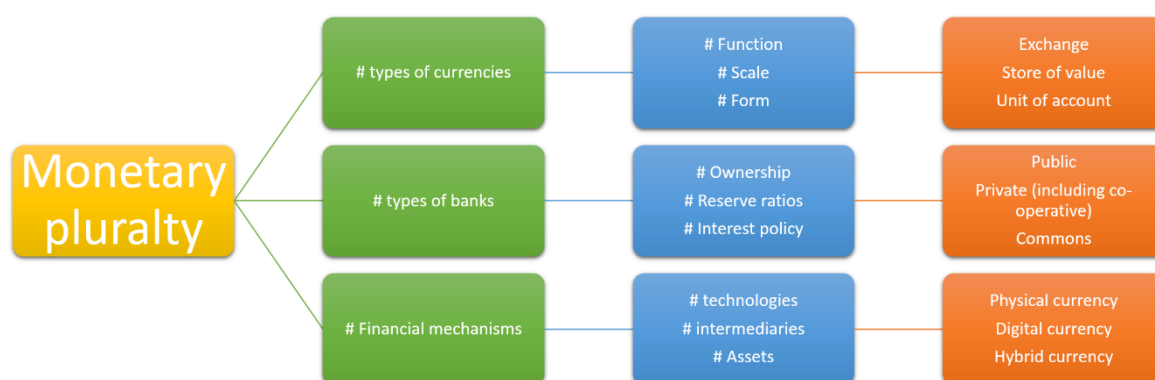 Monetary
pluralty
# types of currencies
# Function
# Scale
# Form
Exchange
Store of value
Unit of account
# types of banks
# Ownership
# Reserve ratios
# Interest policy
Public
Private (including co-
operative)
Commons
# Financial mechanisms
# technologies
# intermediaries
# Assets
Physical currency
Digital currency
Hybrid currency